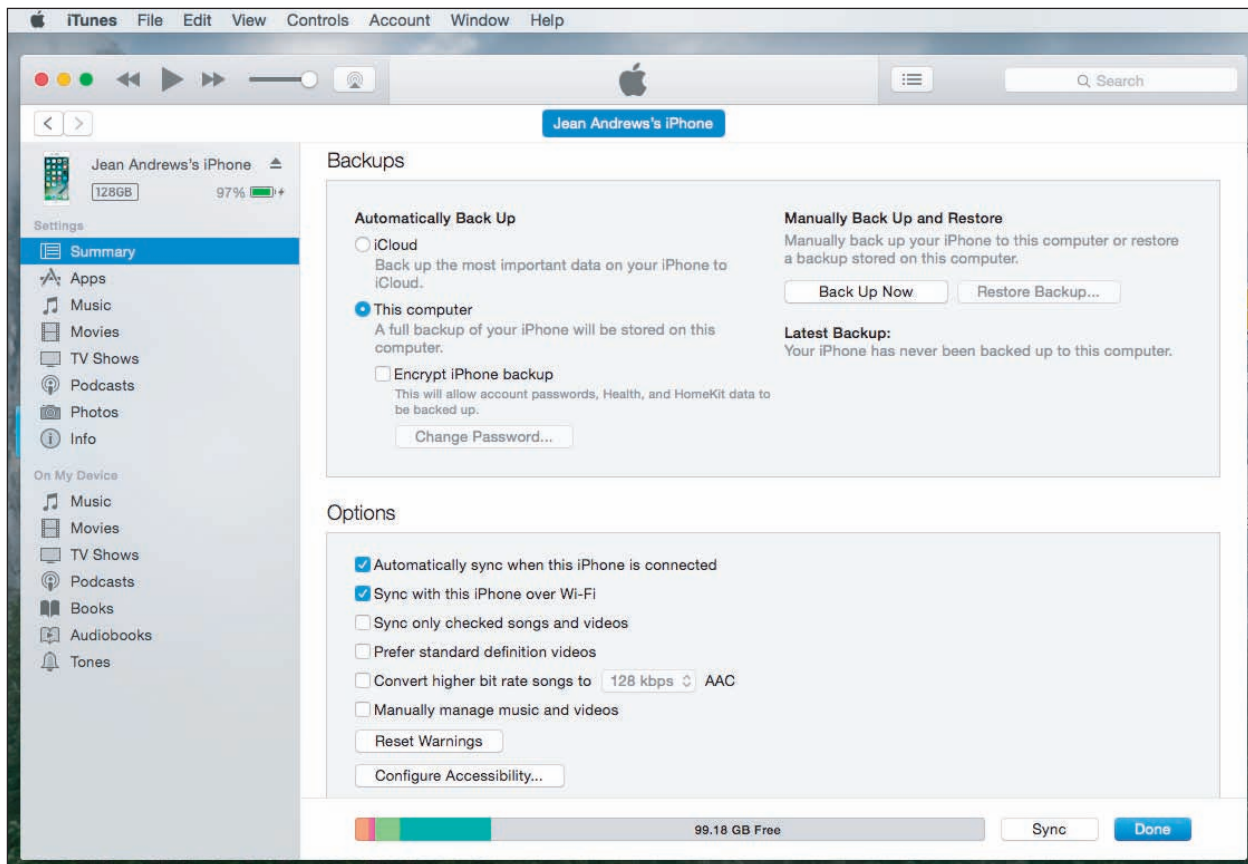 iTunes File Edit View Controls Account Window Help
Search
Jean Andrews's iPhone
Jean Andrews's iPhone
128GB 97%
Settings
Summary
Apps
Music
Movies
TV Shows
Podcasts
Photos
Info
On My Device
Music
Movies
TV Shows
Podcasts
Books
Audiobooks
Tones
Backups
Automatically Back Up
iCloud
Back up the most important data on your iPhone to
iCloud.
This computer
A full backup of your iPhone will be stored on this
computer.
Encrypt iPhone backup
This will allow account passwords, Health, and HomeKit data to
be backed up.
Change Password...
Manually Back Up and Restore
Manually back up your iPhone to this computer or restore
a backup stored on this computer.
Back Up Now Restore Backup...
Latest Backup:
Your iPhone has never been backed up to this computer.
Options
Automatically sync when this iPhone is connected
Sync with this iPhone over Wi-Fi
Sync only checked songs and videos
Prefer standard definition videos
Convert higher bit rate songs to 128 kbps AAC
Manually manage music and videos
Reset Warnings
Configure Accessibility...
99.18 GB Free Sync Done